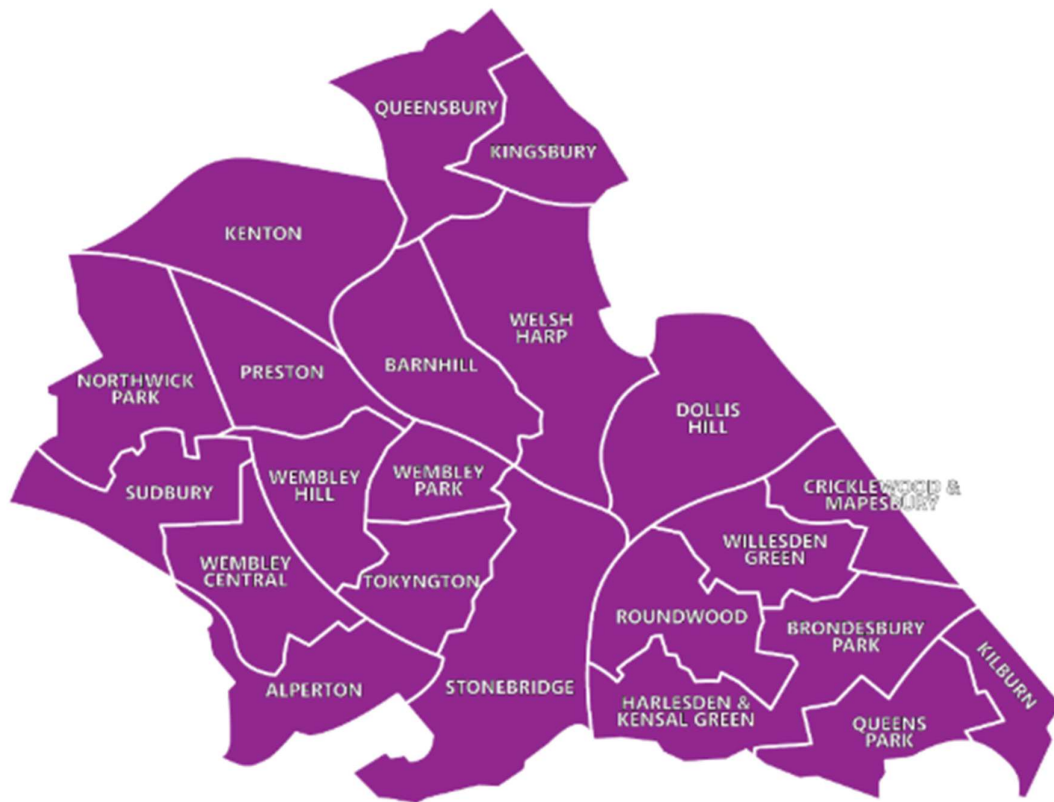 QUEENSBURY
KINGSBURY
KENTON
WELSH
HARP
BARNHILL
PRESTON
NORTHWICK
PARK
DOLLIS
HILL
SUDBURY
WEMBLEY
HILL
WEMBLEY
PARK
CRICKLEWOOD &
MAPESBURY
WILLESDEN
GREEN
WEMBLEY
CENTRAL
TOKYNGTON
ROUNDWOOD
BRONDESBURY
PARK
KILBURN
ALPERTON
STONEBRIDGE
HARLESDEN &
KENSAL GREEN
QUEENS
PARK